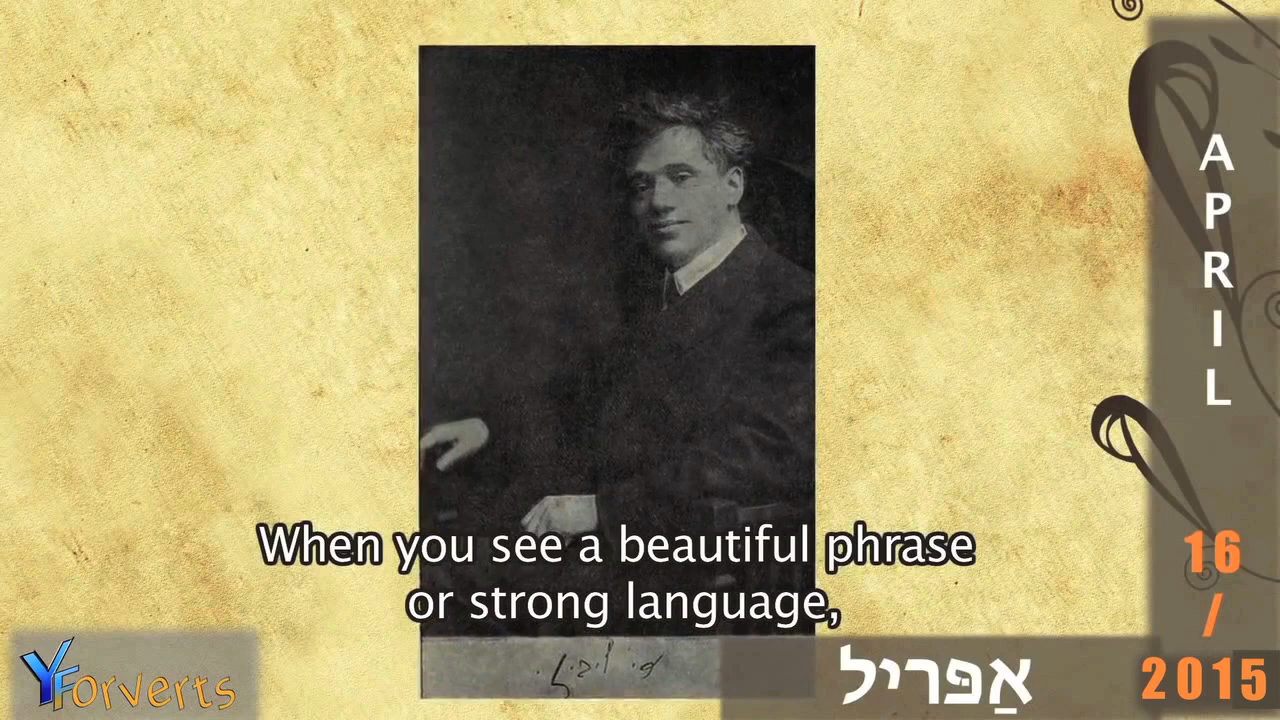 APRIL
When you see a beautiful phrase
or strong language,
16
/
2015
אַפּריל
YForverts